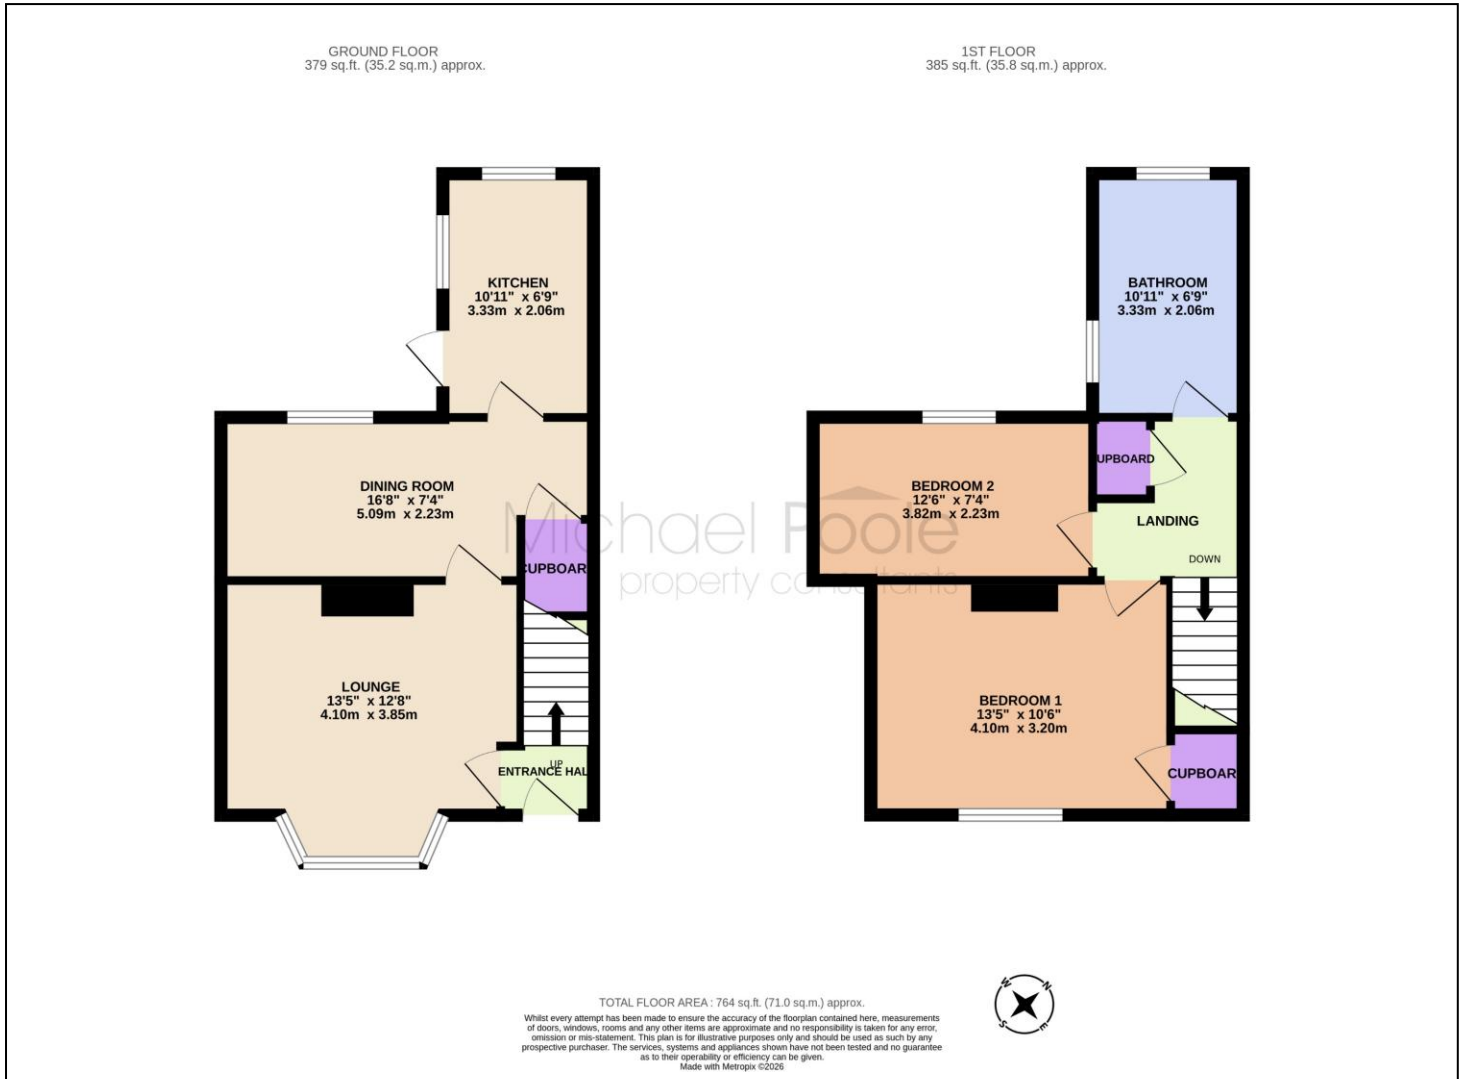 GROUND FLOOR
379 sq.ft. (35.2 sq.m.) approx.
1ST FLOOR
385 sq.ft. (35.8 sq.m.) approx.
KITCHEN
10'11" x 6'9"
3.33m x 2.06m
DINING ROOM
16'8" x 7'4"
5.09m x 2.23m
CUPBOAR
LOUNGE
13'5" x 12'8"
4.10m x 3.85m
UP
ENTRANCE HAL
BATHROOM
10'11" x 6'9"
3.33m x 2.06m
UPBOARD
BEDROOM 2
12'6" x 7'4"
3.82m x 2.23m
LANDING
DOWN
BEDROOM 1
13'5" x 10'6"
4.10m x 3.20m
CUPBOAR
Michael Poole
property consultants
W
N
S
E
TOTAL FLOOR AREA : 764 sq.ft. (71.0 sq.m.) approx.
Whilst every attempt has been made to ensure the accuracy of the floorplan contained here, measurements
of doors, windows, rooms and any other items are approximate and no responsibility is taken for any error,
omission or mis-statement. This plan is for illustrative purposes only and should be used as such by any
prospective purchaser. The services, systems and appliances shown have not been tested and no guarantee
as to their operability or efficiency can be given.
Made with Metropix ©2026